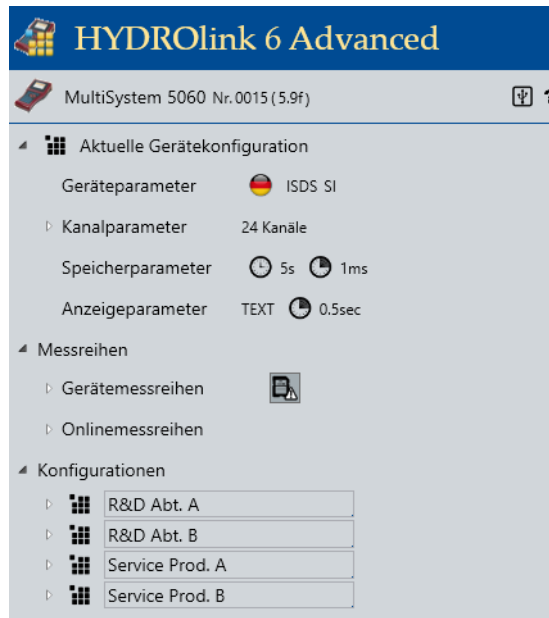 HYDROlink 6 Advanced
MultiSystem 5060 Nr.0015 (5.9f)
Aktuelle Gerätekonfiguration
Geräteparameter ISDS SI
Kanalparameter 24 Kanäle
Speicherparameter 5s 1ms
Anzeigeparameter TEXT 0.5sec
Messreihen
Gerätemessreihen
Onlinemessreihen
Konfigurationen
R&D Abt. A
R&D Abt. B
Service Prod. A
Service Prod. B